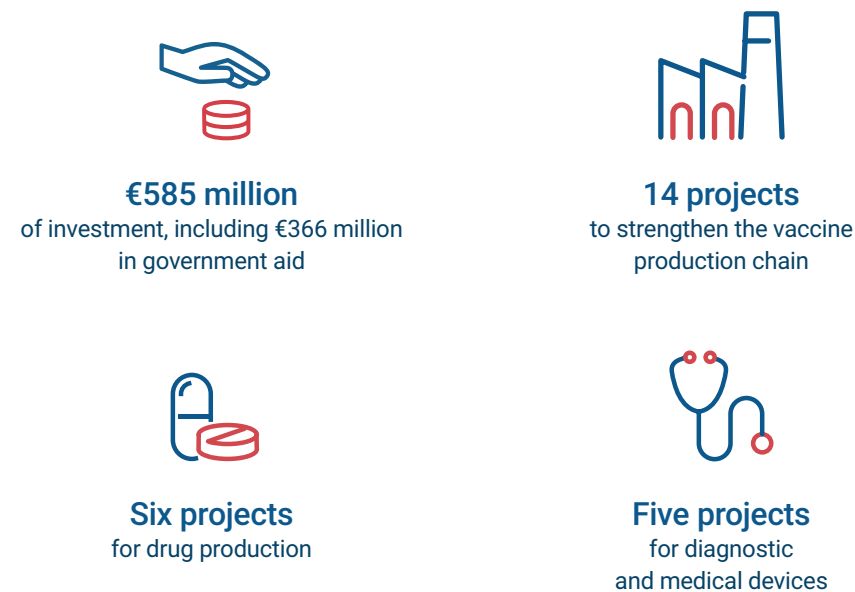 €585 million
of investment, including €366 million
in government aid
14 projects
to strengthen the vaccine
production chain
Six projects
for drug production
Five projects
for diagnostic
and medical devices